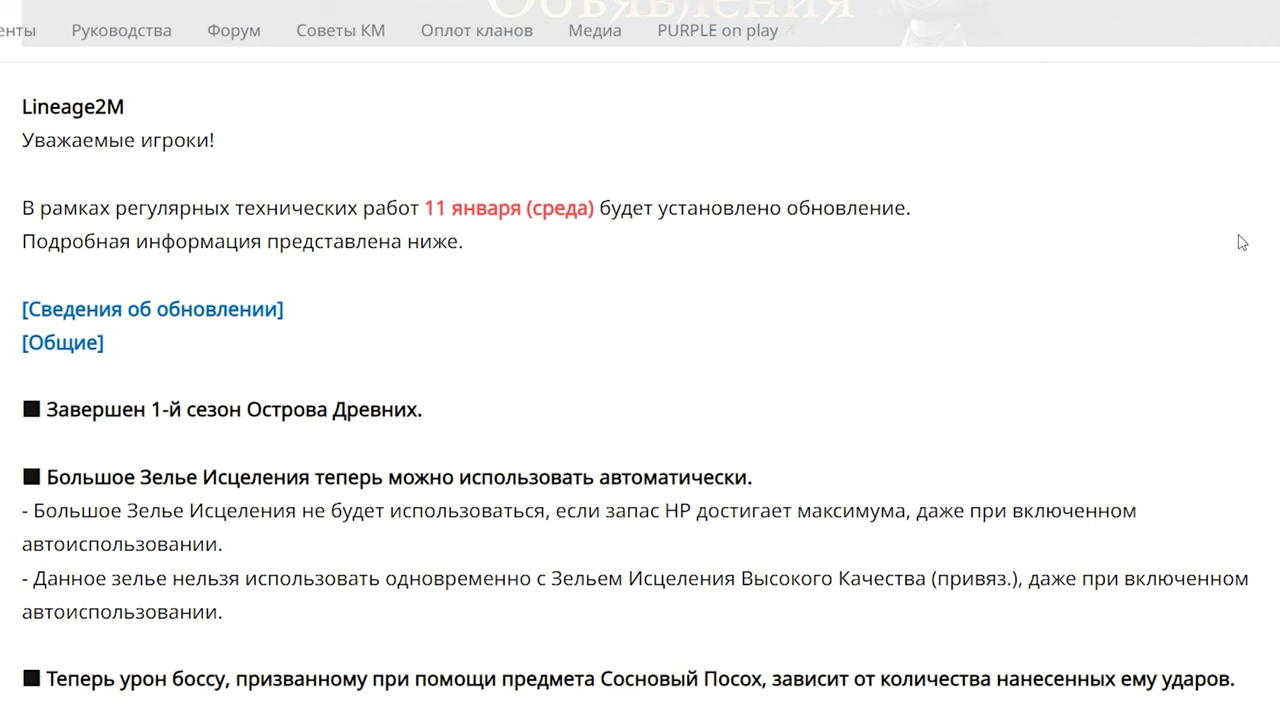 Объявления
енты Руководства Форум Советы КМ Оплот кланов Медиа PURPLE on play
Lineage2M
Уважаемые игроки!
В рамках регулярных технических работ 11 января (среда) будет установлено обновление.
Подробная информация представлена ниже.
[Сведения об обновлении]
[Общие]
■ Завершен 1-й сезон Острова Древних.
■ Большое Зелье Исцеления теперь можно использовать автоматически.
- Большое Зелье Исцеления не будет использоваться, если запас HP достигает максимума, даже при включенном
автоиспользовании.
- Данное зелье нельзя использовать одновременно с Зельем Исцеления Высокого Качества (привяз.), даже при включенном
автоиспользовании.
■ Теперь урон боссу, призванному при помощи предмета Сосновый Посох, зависит от количества нанесенных ему ударов.